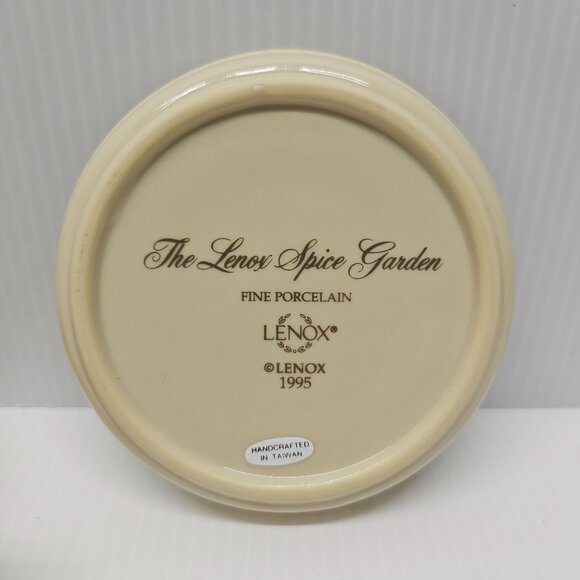 The Lenox Spice Garden
FINE PORCELAIN
LENOX®
©LENOX
1995
HANDCRAFTED
IN TAIWAN